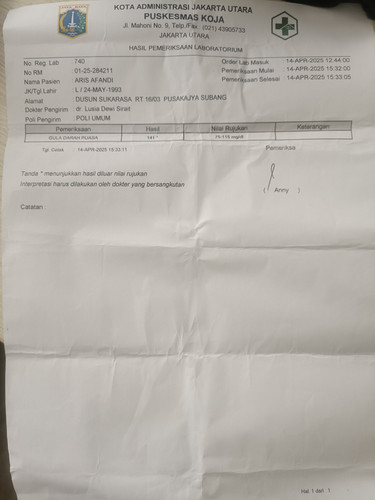 KOTA ADMINISTRASI JAKARTA UTARA
PUSKESMAS KOJA
Jl. Mahoni No. 9, Telp./Fax : (021) 43905733
JAKARTA UTARA
HASIL PEMERIKSAAN LABORATORIUM
No. Reg. Lab 740 Order Lab Masuk : 14-APR-2025 12:44:00
No RM 01-25-284211 Pemeriksaan Mulai : 14-APR-2025 15:32:00
Nama Pasien ARIS AFANDI Pemeriksaan Selesai : 14-APR-2025 15:33:05
JK/Tgl.Lahir L / 24-MAY-1993
Alamat DUSUN SUKARASA RT 16/03 PUSAKAJYA SUBANG
Dokter Pengirim dr. Lusia Dewi Sirait
Poli Pengirim POLI UMUM
Pemeriksaan Hasil Nilai Rujukan Keterangan
GULA DARAH PUASA 141 * 70-115 mg/dl
Tgl. Cetak : 14-APR-2025 15:33:11 Pemeriksa
Tanda * menunjukkan hasil diluar nilai rujukan
Interpretasi harus dilakukan oleh dokter yang bersangkutan
( Anny )
Catatan :
Hal 1 dari 1